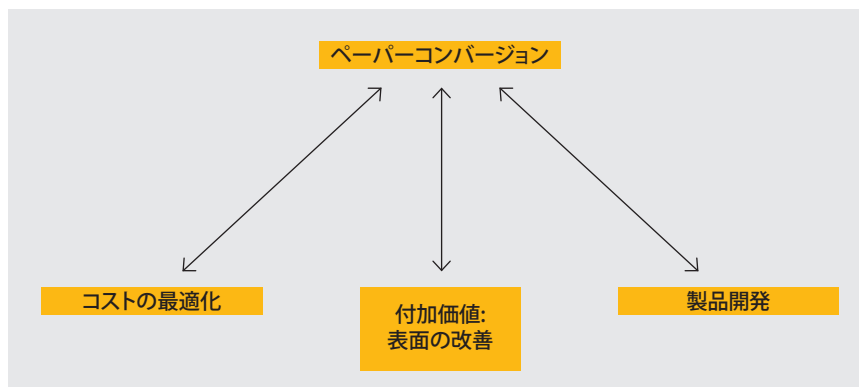 ペーパーコンバージョン
コストの最適化
付加価値:
表面の改善
製品開発